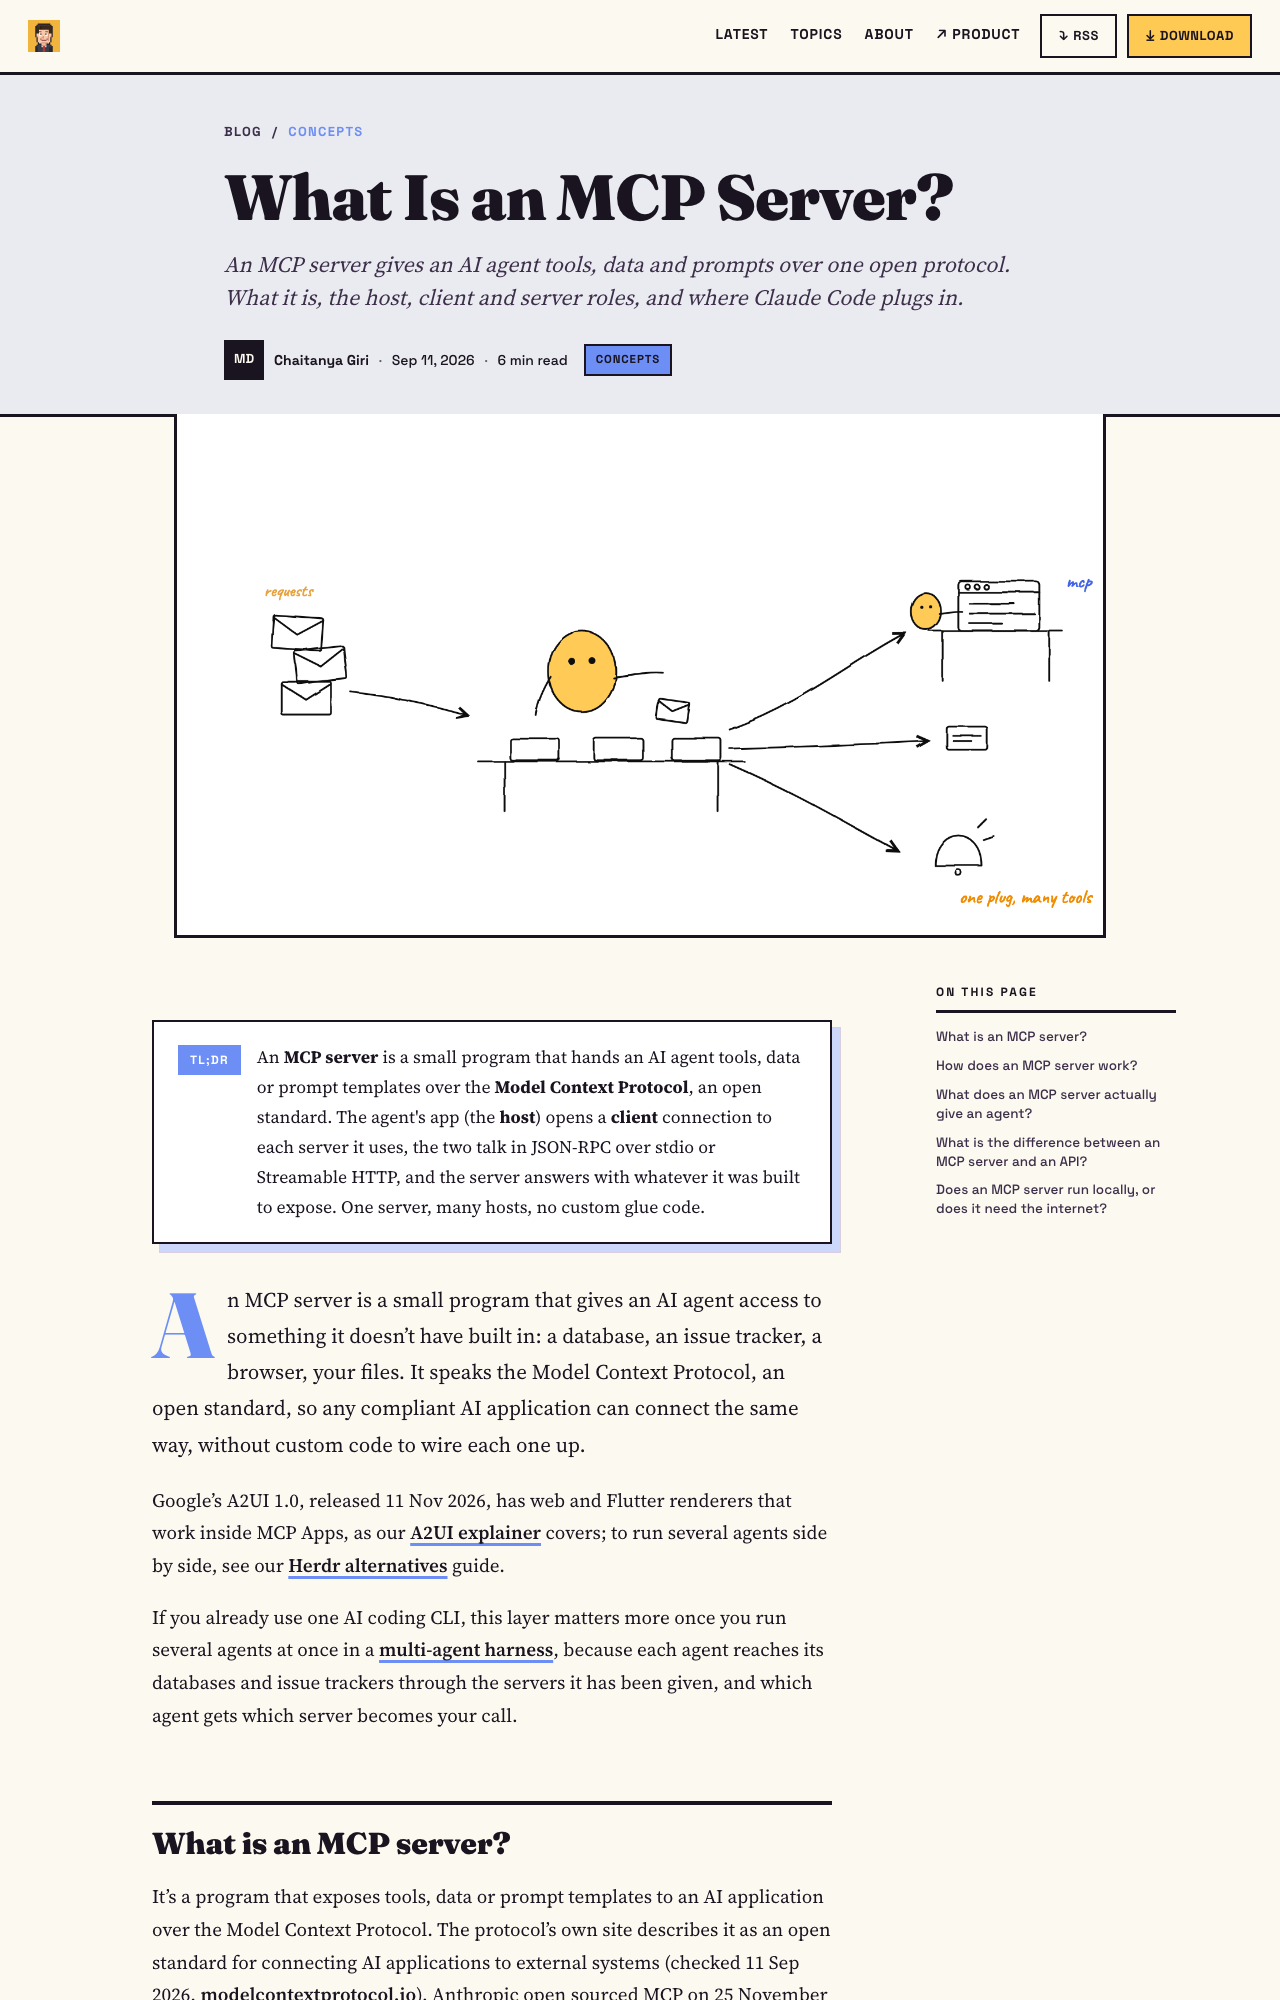 LATEST TOPICS ABOUT ↗ PRODUCT ⤵ RSS ⤓ DOWNLOAD
BLOG / CONCEPTS
What Is an MCP Server?
An MCP server gives an AI agent tools, data and prompts over one open protocol.
What it is, the host, client and server roles, and where Claude Code plugs in.
MD Chaitanya Giri · Sep 11, 2026 · 6 min read CONCEPTS
requests
mcp
one plug, many tools
ON THIS PAGE
What is an MCP server?
How does an MCP server work?
What does an MCP server actually
give an agent?
What is the difference between an
MCP server and an API?
Does an MCP server run locally, or
does it need the internet?
TL;DR
An MCP server is a small program that hands an AI agent tools, data
or prompt templates over the Model Context Protocol, an open
standard. The agent's app (the host) opens a client connection to
each server it uses, the two talk in JSON-RPC over stdio or
Streamable HTTP, and the server answers with whatever it was built
to expose. One server, many hosts, no custom glue code.
An MCP server is a small program that gives an AI agent access to
something it doesn’t have built in: a database, an issue tracker, a
browser, your files. It speaks the Model Context Protocol, an
open standard, so any compliant AI application can connect the same
way, without custom code to wire each one up.
Google’s A2UI 1.0, released 11 Nov 2026, has web and Flutter renderers that
work inside MCP Apps, as our A2UI explainer covers; to run several agents side
by side, see our Herdr alternatives guide.
If you already use one AI coding CLI, this layer matters more once you run
several agents at once in a multi-agent harness, because each agent reaches its
databases and issue trackers through the servers it has been given, and which
agent gets which server becomes your call.
What is an MCP server?
It’s a program that exposes tools, data or prompt templates to an AI application
over the Model Context Protocol. The protocol’s own site describes it as an open
standard for connecting AI applications to external systems (checked 11 Sep
2026, modelcontextprotocol.io). Anthropic open sourced MCP on 25 November